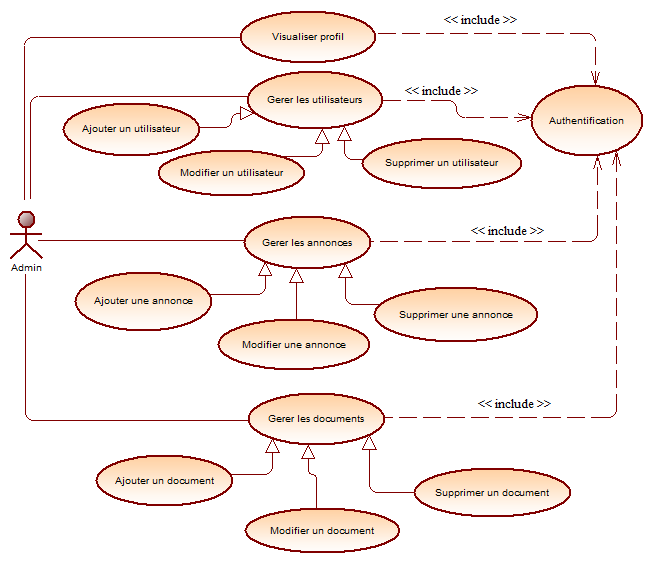 << include >>
Visualiser profil
<< include >>
Gerer les utilisateurs
Authentification
Ajouter un utilisateur
Modifier un utilisateur
Supprimer un utilisateur
<< include >>
Gerer les annonces
Admin
Ajouter une annonce
Supprimer une annonce
Modifier une annonce
<< include >>
Gerer les documents
Ajouter un document
Supprimer un document
Modifier un document